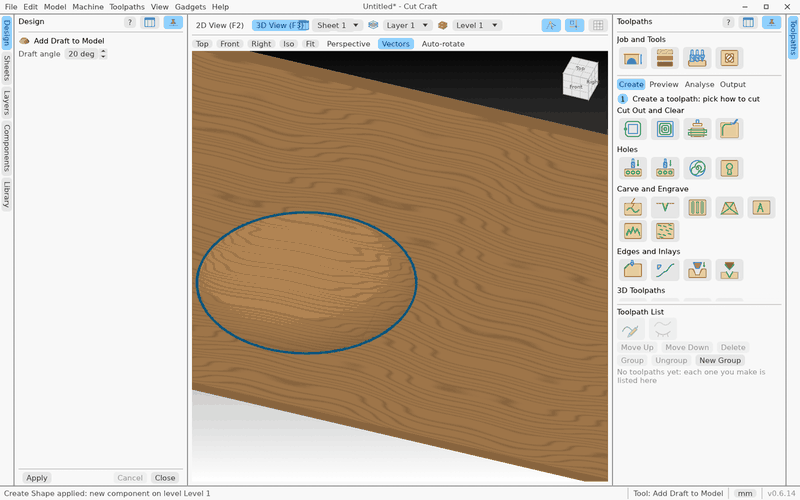 Untitled* - Cut Craft
File Edit Model Machine Toolpaths View Gadgets Help
Design
Sheets
Layers
Components
Library
Design
?
Add Draft to Model
Draft angle 20 deg
Apply Cancel Close
2D View (F2) 3D View (F3) Sheet 1 Layer 1 Level 1
Top Front Right Iso Fit Perspective Vectors Auto-rotate
Top
Front
Right
Toolpaths
?
Toolpaths
Job and Tools
Create Preview Analyse Output
1 Create a toolpath: pick how to cut
Cut Out and Clear
Holes
Carve and Engrave
Edges and Inlays
3D Toolpaths
Toolpath List
Move Up Move Down Delete
Group Ungroup New Group
No toolpaths yet: each one you make is
listed here
Create Shape applied: new component on level Level 1
Tool: Add Draft to Model mm v0.6.14